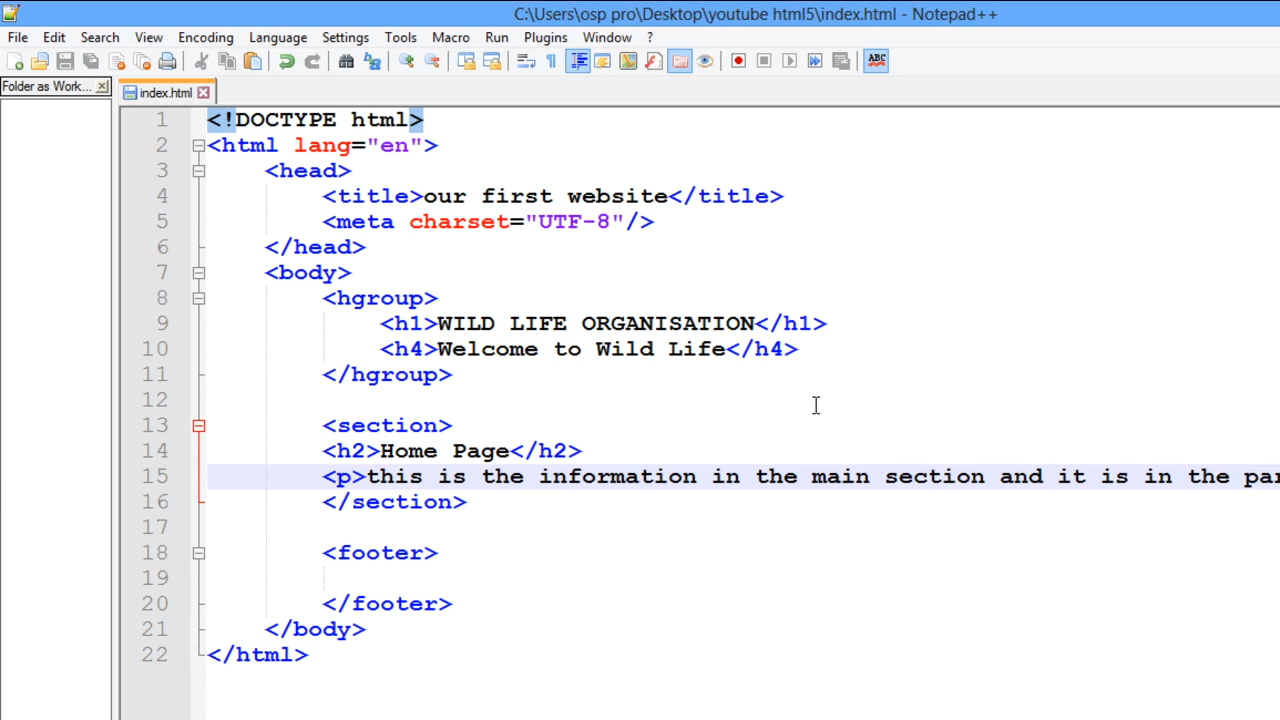 C:\Users\osp pro\Desktop\youtube html5\index.html - Notepad++
File Edit Search View Encoding Language Settings Tools Macro Run Plugins Window ?
ABC
Folder as Work...
index.html
1 <!DOCTYPE html>
2 <html lang="en">
3 <head>
4 <title>our first website</title>
5 <meta charset="UTF-8"/>
6 </head>
7 <body>
8 <hgroup>
9 <h1>WILD LIFE ORGANISATION</h1>
10 <h4>Welcome to Wild Life</h4>
11 </hgroup>
12
13 <section>
14 <h2>Home Page</h2>
15 <p>this is the information in the main section and it is in the par
16 </section>
17
18 <footer>
19
20 </footer>
21 </body>
22 </html>